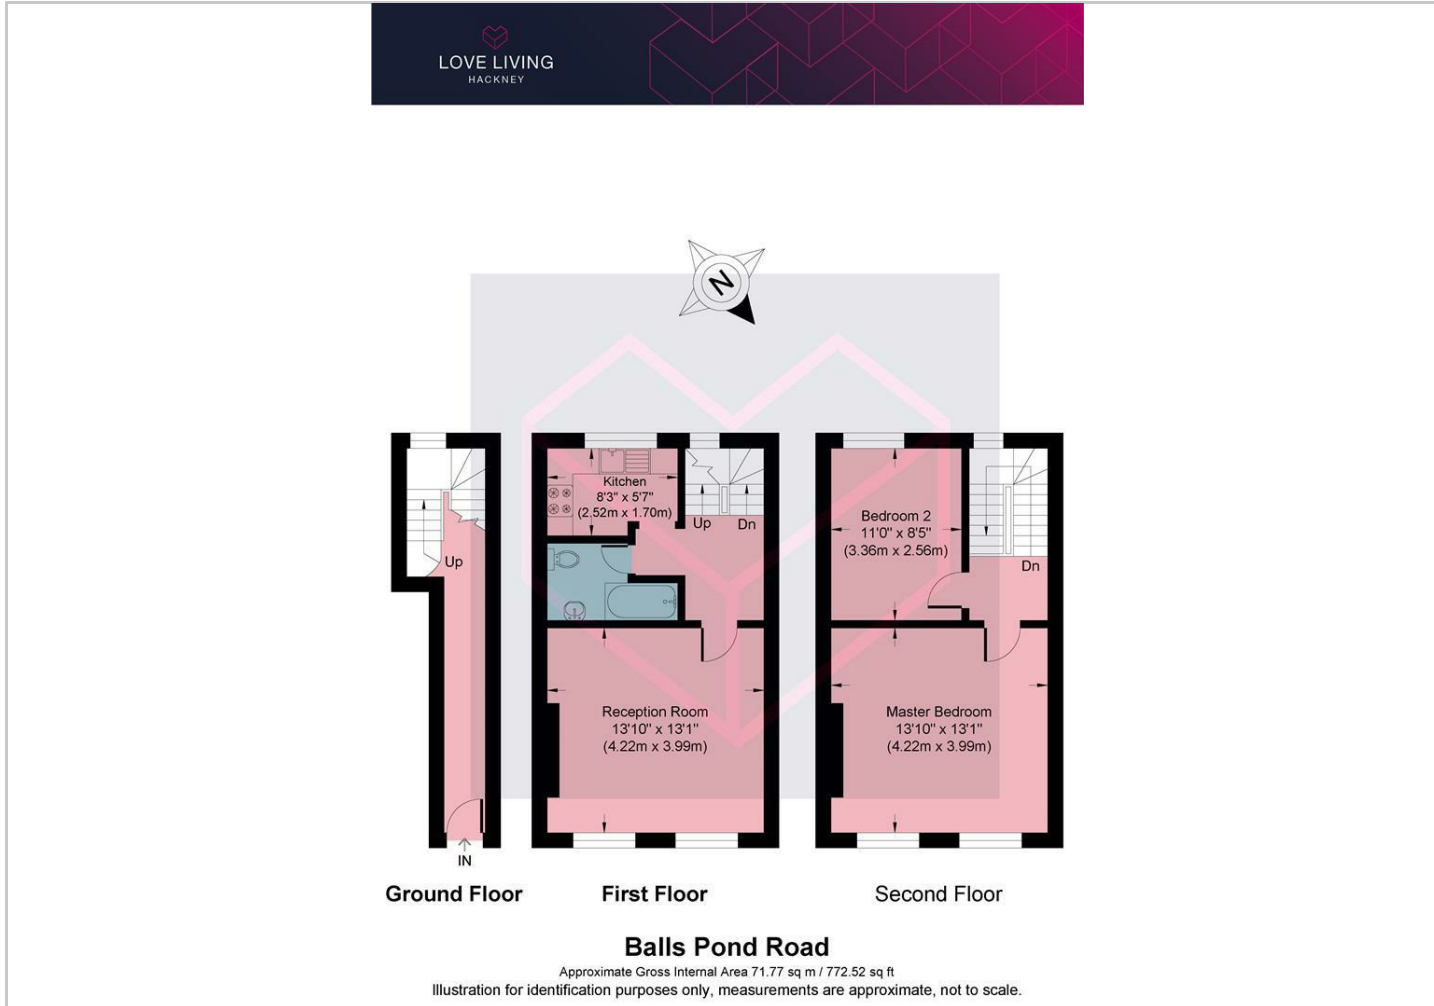 LOVE LIVING
HACKNEY
N
Kitchen
8'3" x 5'7"
(2.52m x 1.70m)
Up
Dn
Up
Bedroom 2
11'0" x 8'5"
(3.36m x 2.56m)
Dn
Reception Room
13'10" x 13'1"
(4.22m x 3.99m)
Master Bedroom
13'10" x 13'1"
(4.22m x 3.99m)
IN
Ground Floor
First Floor
Second Floor
Balls Pond Road
Approximate Gross Internal Area 71.77 sq m / 772.52 sq ft
Illustration for identification purposes only, measurements are approximate, not to scale.